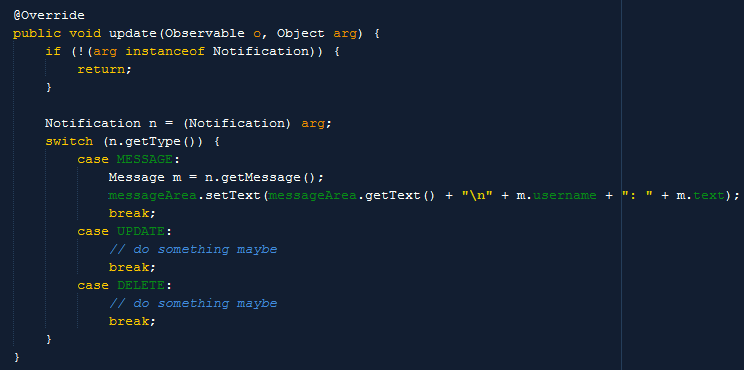 @Override
public void update(Observable o, Object arg) {
    if (!(arg instanceof Notification)) {
        return;
    }

    Notification n = (Notification) arg;
    switch (n.getType()) {
        case MESSAGE:
            Message m = n.getMessage();
            messageArea.setText(messageArea.getText() + "\n" + m.username + ": " + m.text);
            break;
        case UPDATE:
            // do something maybe
            break;
        case DELETE:
            // do something maybe
            break;
    }
}